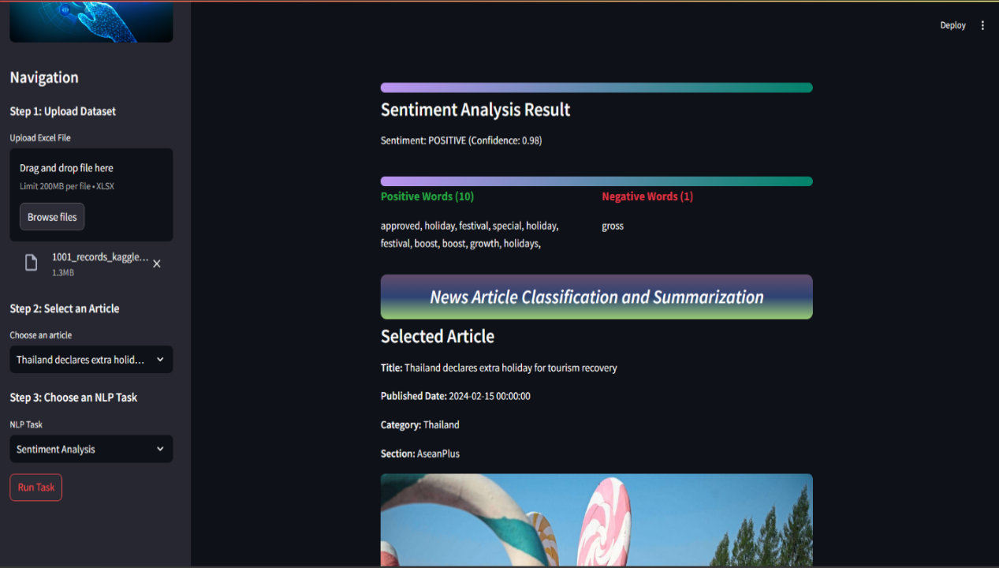 Navigation
Step 1: Upload Dataset
Upload Excel File
Drag and drop file here
Limit 200MB per file • XLSX
Browse files
1001_records_kaggle...
1.3MB
Step 2: Select an Article
Choose an article
Thailand declares extra holid...
Step 3: Choose an NLP Task
NLP Task
Sentiment Analysis
Run Task
Deploy
Sentiment Analysis Result
Sentiment: POSITIVE (Confidence: 0.98)
Positive Words (10)
approved, holiday, festival, special, holiday,
festival, boost, boost, growth, holidays,
Negative Words (1)
gross
News Article Classification and Summarization
Selected Article
Title: Thailand declares extra holiday for tourism recovery
Published Date: 2024-02-15 00:00:00
Category: Thailand
Section: AseanPlus